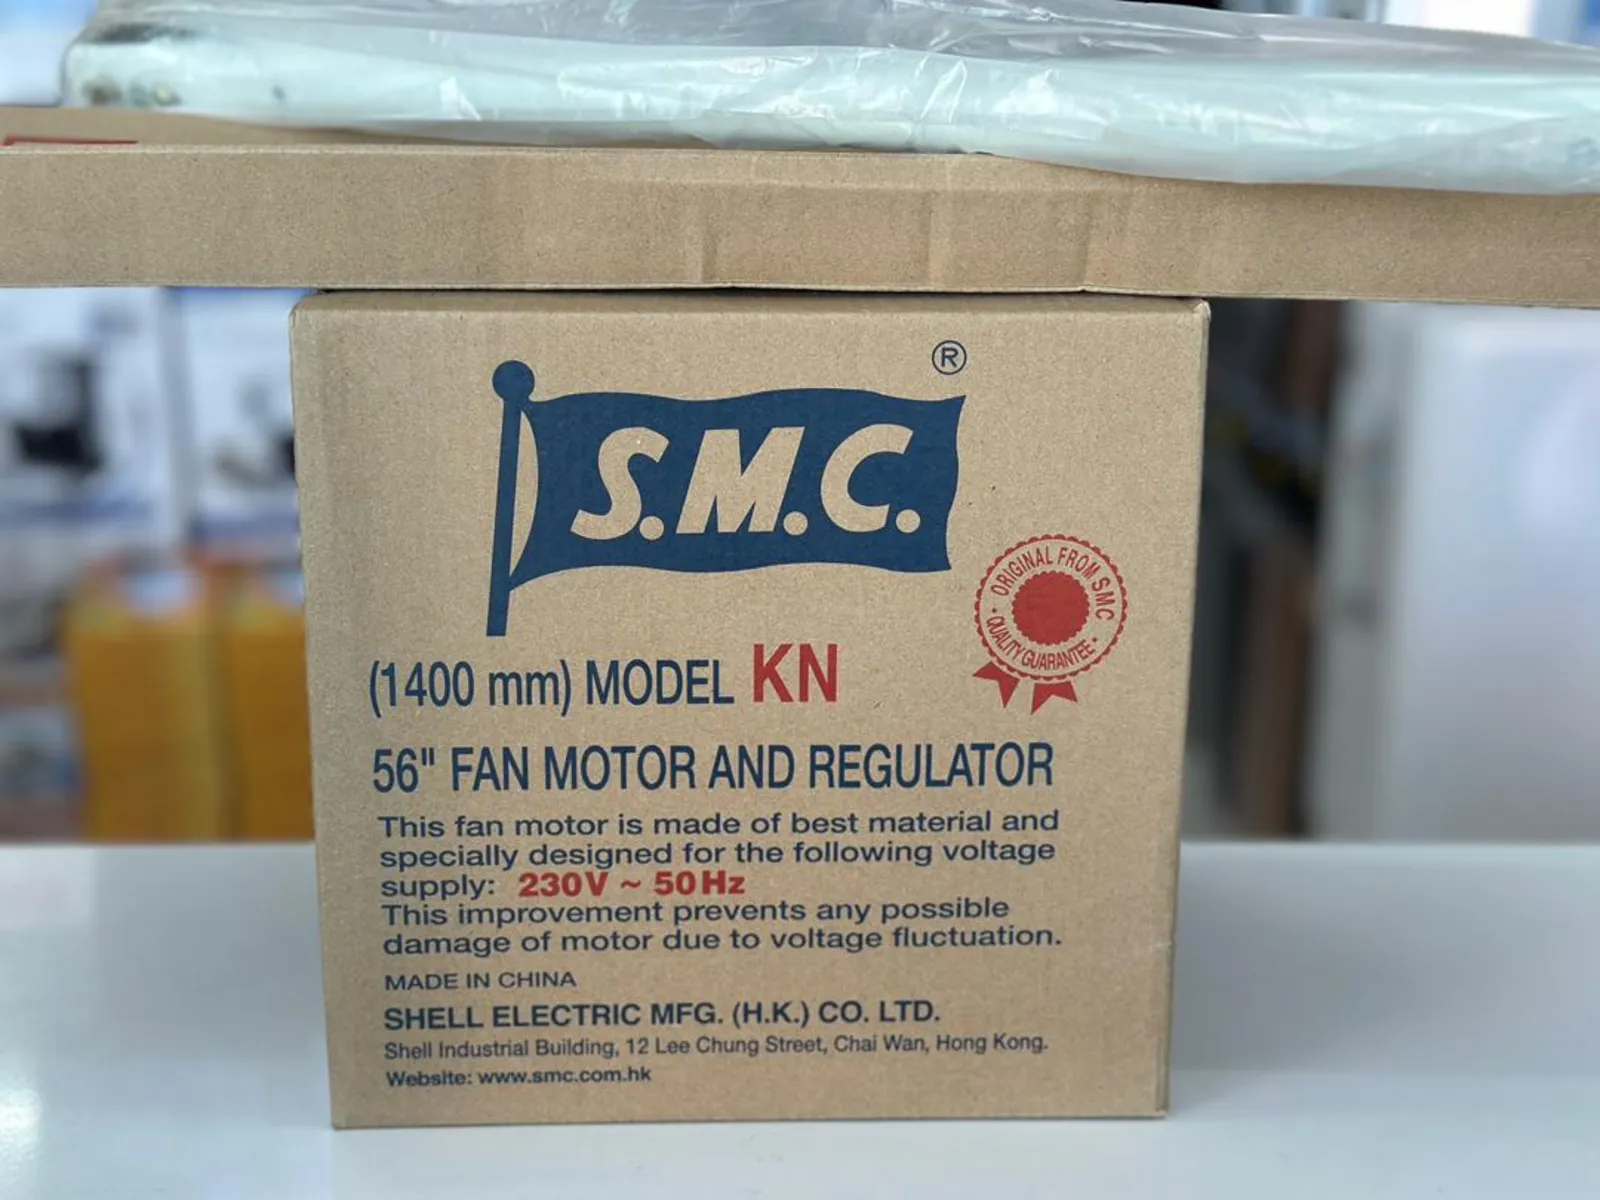 ®
S.M.C.
ORIGINAL FROM SMC
• QUALITY GUARANTEE •
(1400 mm) MODEL KN
56" FAN MOTOR AND REGULATOR
This fan motor is made of best material and
specially designed for the following voltage
supply: 230V ~ 50Hz
This improvement prevents any possible
damage of motor due to voltage fluctuation.
MADE IN CHINA
SHELL ELECTRIC MFG. (H.K.) CO. LTD.
Shell Industrial Building, 12 Lee Chung Street, Chai Wan, Hong Kong.
Website: www.smc.com.hk